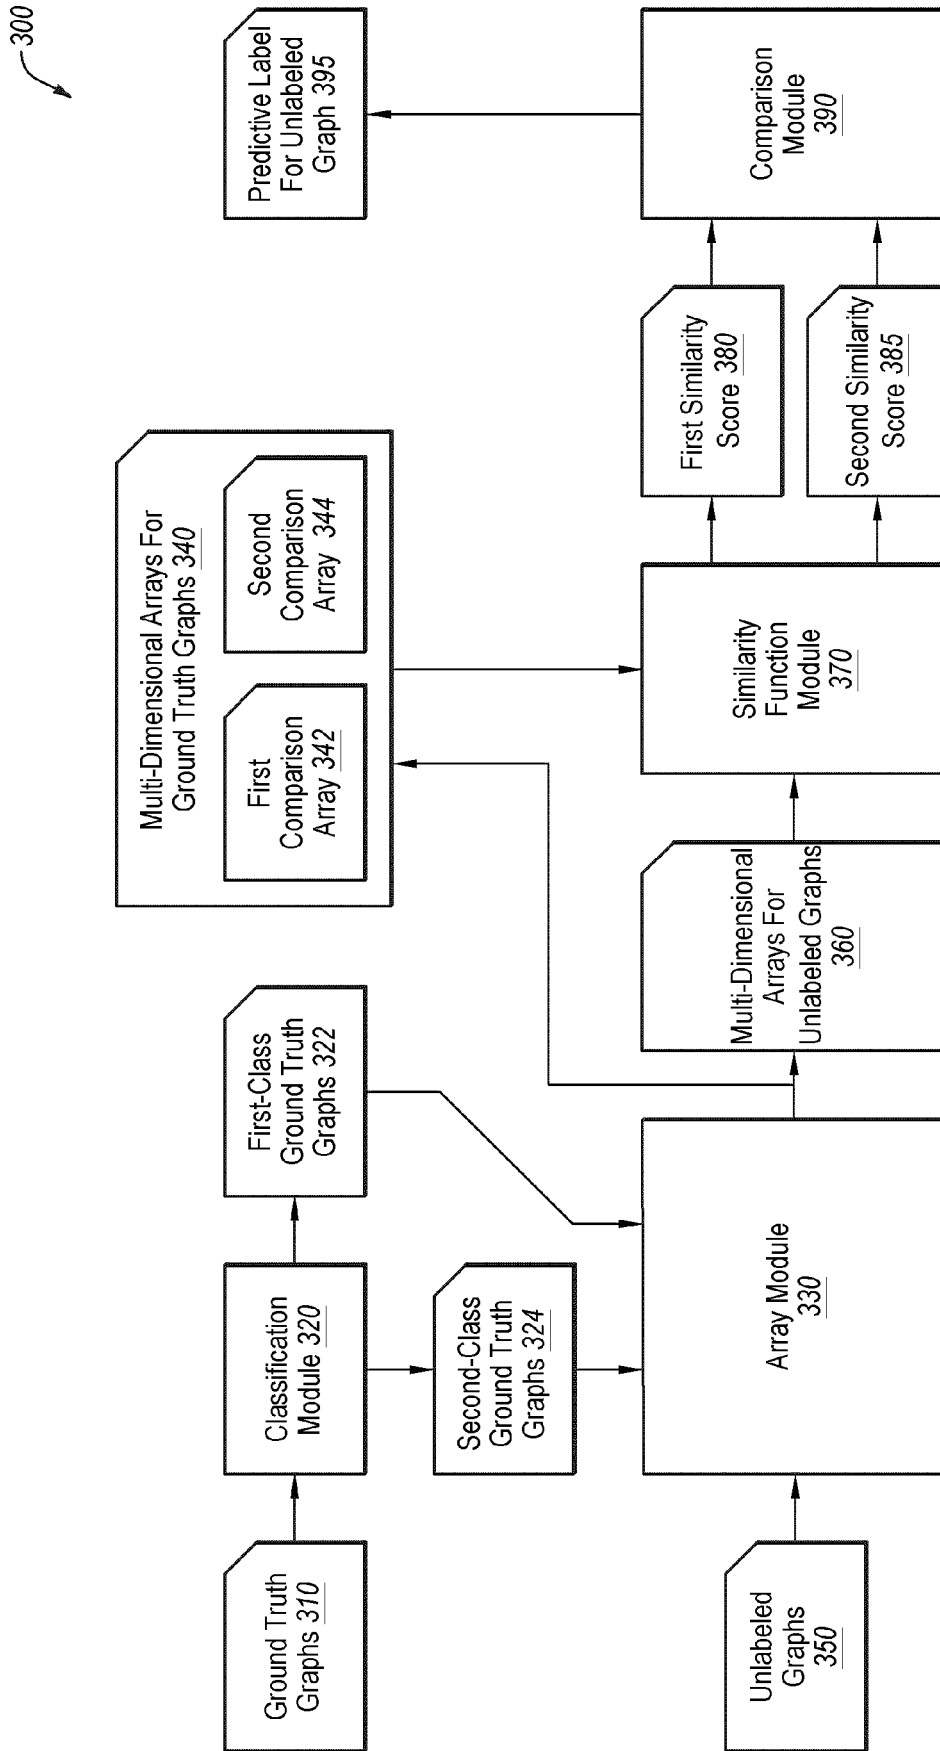 300
Ground Truth
Graphs 310
Classification
Module 320
First-Class
Ground Truth
Graphs 322
Second-Class
Ground Truth
Graphs 324
Unlabeled
Graphs
350
Array Module
330
Multi-Dimensional Arrays For
Ground Truth Graphs 340
First
Comparison
Array 342
Second
Comparison
Array 344
Multi-Dimensional
Arrays For
Unlabeled Graphs
360
Similarity
Function
Module
370
First Similarity
Score 380
Second Similarity
Score 385
Comparison
Module
390
Predictive Label
For Unlabeled
Graph 395